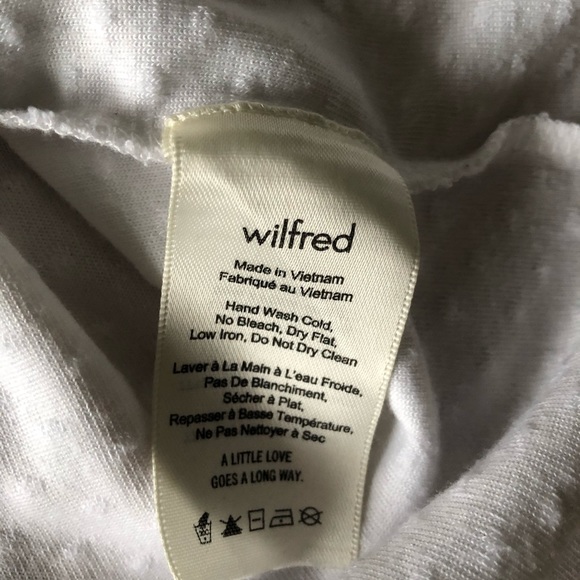 wilfred
Made in Vietnam
Fabriqué au Vietnam
Hand Wash Cold,
No Bleach, Dry Flat,
Low Iron, Do Not Dry Clean
Laver à La Main à L'eau Froide,
Pas De Blanchiment,
Sécher à Plat,
Repasser à Basse Température,
Ne Pas Nettoyer à Sec
A LITTLE LOVE
GOES A LONG WAY.